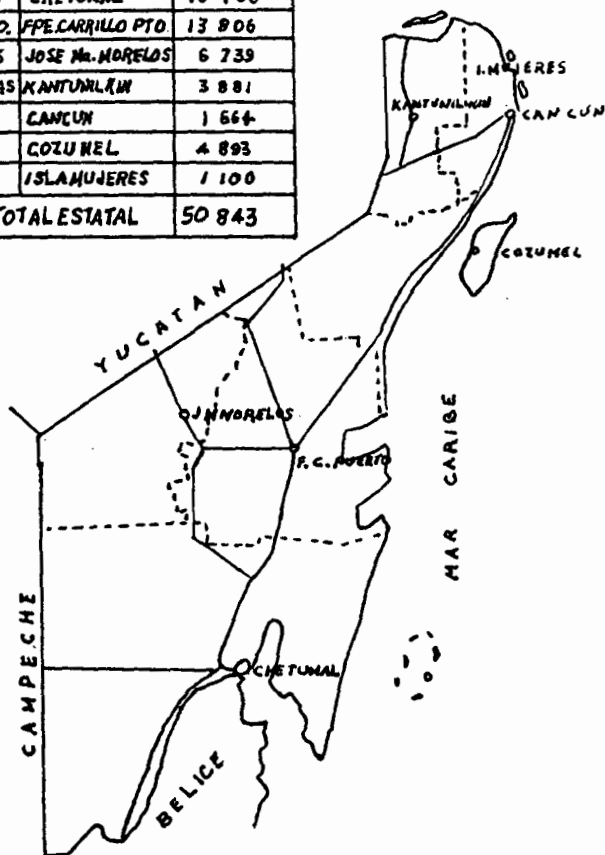 CHETUMAL
FPE. CARRILLO PTO. 13 806
JOSE Ma. MORELOS 6 739
AS KANTUNILKIN 3 881
CANCUN 1 664
COZUMEL 4 893
ISLA MUJERES 1 100
TOTAL ESTATAL 50 843
I. MUJERES
KANTUNILKIN
CANCUN
COZUMEL
YUCATAN
J M MORELOS
F. C. PUERTO
MAR CARIBE
CAMPECHE
CHETUMAL
BELICE